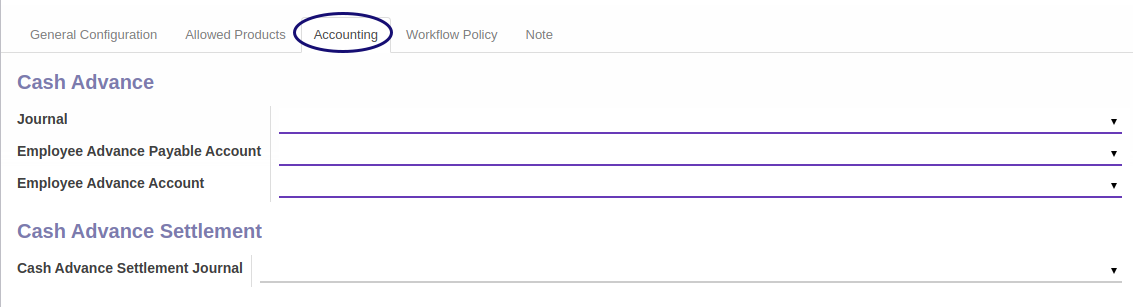 General Configuration Allowed Products Accounting Workflow Policy Note
Cash Advance
Journal
Employee Advance Payable Account
Employee Advance Account
Cash Advance Settlement
Cash Advance Settlement Journal